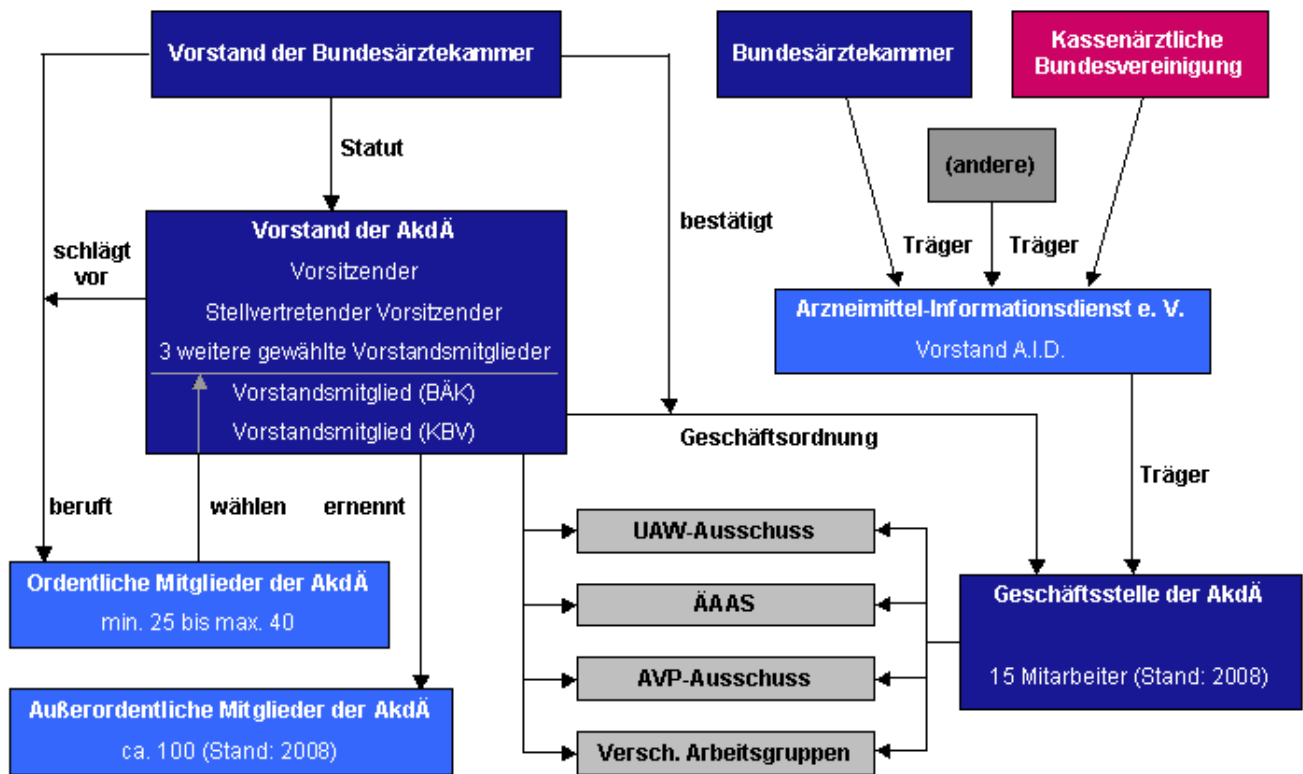 Vorstand der Bundesärztekammer
Bundesärztekammer
Kassenärztliche
Bundesvereinigung
Statut
(andere)
bestätigt
Träger
Träger
schlägt
vor
Vorstand der AkdÄ
Vorsitzender
Stellvertretender Vorsitzender
3 weitere gewählte Vorstandsmitglieder
Vorstandsmitglied (BÄK)
Vorstandsmitglied (KBV)
Arzneimittel-Informationsdienst e. V.
Vorstand A.I.D.
Geschäftsordnung
Träger
beruft
wählen
ernennt
Ordentliche Mitglieder der AkdÄ
min. 25 bis max. 40
Außerordentliche Mitglieder der AkdÄ
ca. 100 (Stand: 2008)
UAW-Ausschuss
ÄAAS
AVP-Ausschuss
Versch. Arbeitsgruppen
Geschäftsstelle der AkdÄ
15 Mitarbeiter (Stand: 2008)